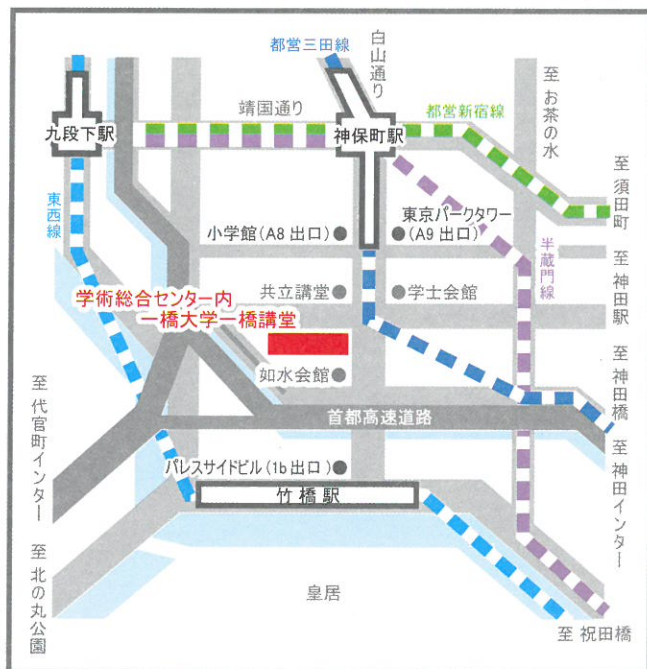 都営三田線
白山通り
至 お茶の水
靖国通り
都営新宿線
九段下駅
神保町駅
至 須田町
東西線
小学館(A8 出口)
東京パークタワー
(A9 出口)
半蔵門線
至 神田駅
学術総合センター内
一橋大学一橋講堂
共立講堂
学士会館
如水会館
至 神田橋
首都高速道路
至 代官町インター
至 神田インター
パレスサイドビル(1b 出口)
竹橋駅
至 北の丸公園
皇居
至 祝田橋